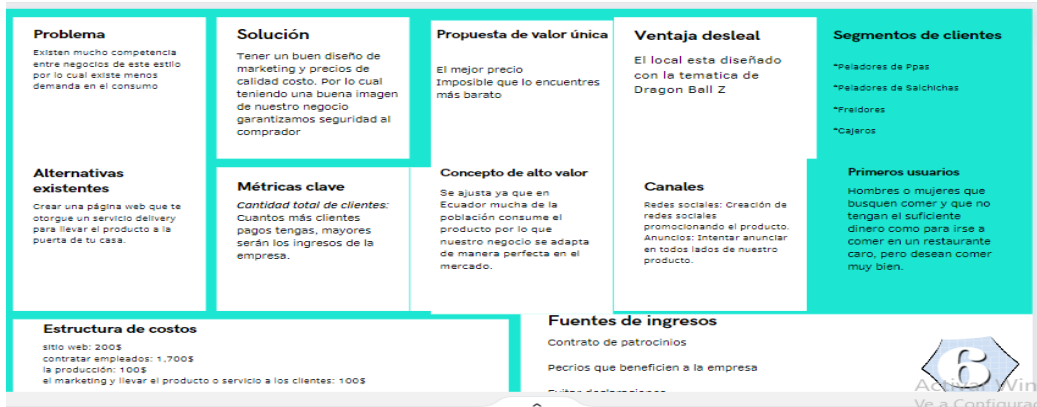 Problema
Existen mucha competencia
entre negocios de este estilo
por lo cual existe menos
demanda en el consumo
Solución
Tener un buen diseño de
marketing y precios de
calidad costo. Por lo cual
teniendo una buena imagen
de nuestro negocio
garantizamos seguridad al
comprador
Propuesta de valor única
El mejor precio
Imposible que lo encuentres
más barato
Ventaja desleal
El local esta diseñado
con la tematica de
Dragon Ball Z
Segmentos de clientes
*Peladores de Ppas
*Peladores de Salchichas
*Freidores
*Cajeros
Alternativas
existentes
Crear una página web que te
otorgue un servicio delivery
para llevar el producto a la
puerta de tu casa.
Métricas clave
Cantidad total de clientes:
Cuantos más clientes
pagos tengas, mayores
serán los ingresos de la
empresa.
Concepto de alto valor
Se ajusta ya que en
Ecuador mucha de la
población consume el
producto por lo que
nuestro negocio se adapta
de manera perfecta en el
mercado.
Canales
Redes sociales: Creación de
redes sociales
promocionando el producto.
Anuncios: Intentar anunciar
en todos lados de nuestro
producto.
Primeros usuarios
Hombres o mujeres que
busquen comer y que no
tengan el suficiente
dinero como para irse a
comer en un restaurante
caro, pero desean comer
muy bien.
Estructura de costos
sitio web: 200$
contratar empleados: 1,700$
la producción: 100$
el marketing y llevar el producto o servicio a los clientes: 100$
Fuentes de ingresos
Contrato de patrocinios
Pecrios que beneficien a la empresa
6
Activar Win
Ve a Configurac